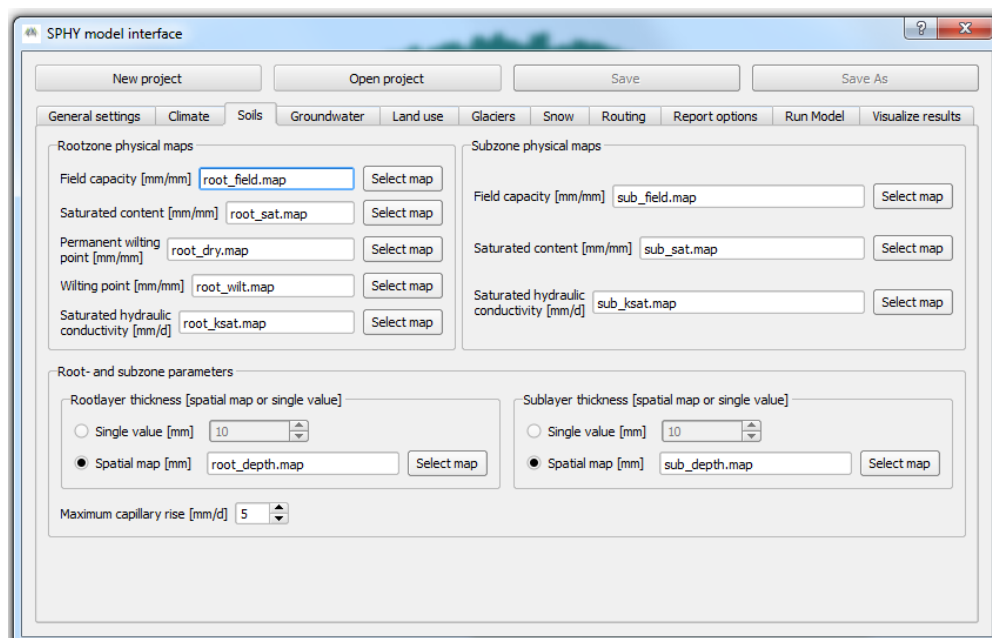 SPHY model interface
New project Open project Save Save As
General settings Climate Soils Groundwater Land use Glaciers Snow Routing Report options Run Model Visualize results
Rootzone physical maps
Field capacity [mm/mm] root_field.map Select map
Saturated content [mm/mm] root_sat.map Select map
Permanent wilting
point [mm/mm] root_dry.map Select map
Wilting point [mm/mm] root_wilt.map Select map
Saturated hydraulic
conductivity [mm/d] root_ksat.map Select map
Subzone physical maps
Field capacity [mm/mm] sub_field.map Select map
Saturated content [mm/mm] sub_sat.map Select map
Saturated hydraulic
conductivity [mm/d] sub_ksat.map Select map
Root- and subzone parameters
Rootlayer thickness [spatial map or single value]
Single value [mm] 10
Spatial map [mm] root_depth.map Select map
Sublayer thickness [spatial map or single value]
Single value [mm] 10
Spatial map [mm] sub_depth.map Select map
Maximum capillary rise [mm/d] 5